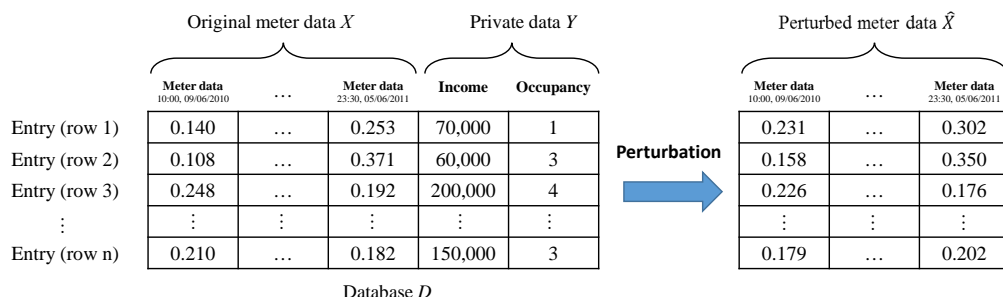 Original meter data X Private data Y Perturbed meter data X̂
Meter data … Meter data Income Occupancy Meter data … Meter data
10:00, 09/06/2010 23:30, 05/06/2011 10:00, 09/06/2010 23:30, 05/06/2011
Entry (row 1) 0.140 … 0.253 70,000 1 0.231 … 0.302
Entry (row 2) 0.108 … 0.371 60,000 3 Perturbation 0.158 … 0.350
Entry (row 3) 0.248 … 0.192 200,000 4 0.226 … 0.176
⋮ ⋮ ⋮ ⋮ ⋮ ⋮ ⋮ ⋮ ⋮
Entry (row n) 0.210 … 0.182 150,000 3 0.179 … 0.202
Database D